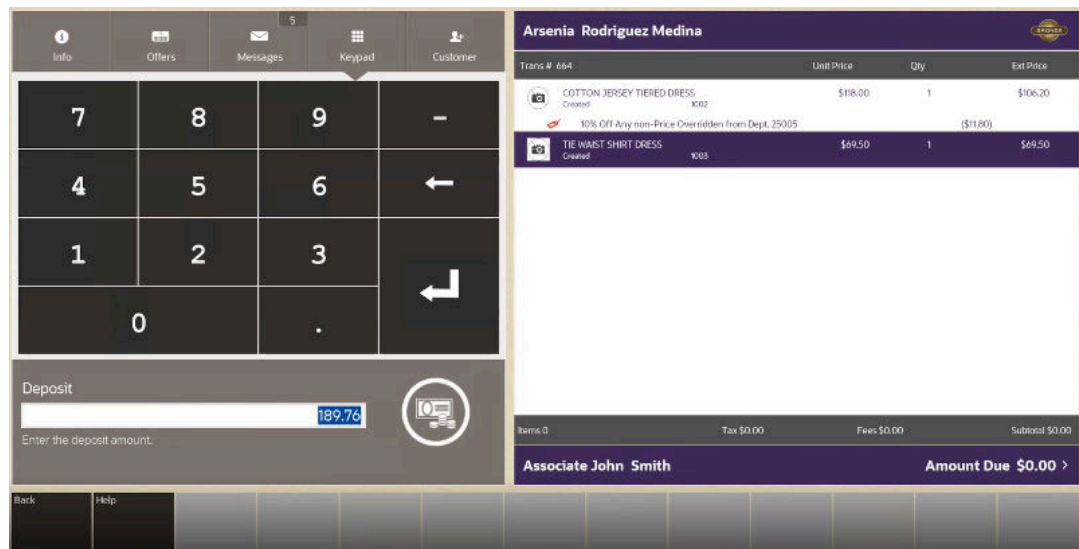 5
Info Offers Messages Keypad Customer
7 8 9 -
4 5 6
1 2 3
0 .
Deposit
189.76
Enter the deposit amount.
Back Help
Arsenia Rodriguez Medina BRONZE
Trans # 664 Unit Price Qty Ext Price
COTTON JERSEY TIERED DRESS $118.00 1 $106.20
Created 1002
10% Off Any non-Price Overridden from Dept. 25005 ($11.80)
TIE WAIST SHIRT DRESS $69.50 1 $69.50
Created 1003
Items 0 Tax $0.00 Fees $0.00 Subtotal $0.00
Associate John Smith Amount Due $0.00 >